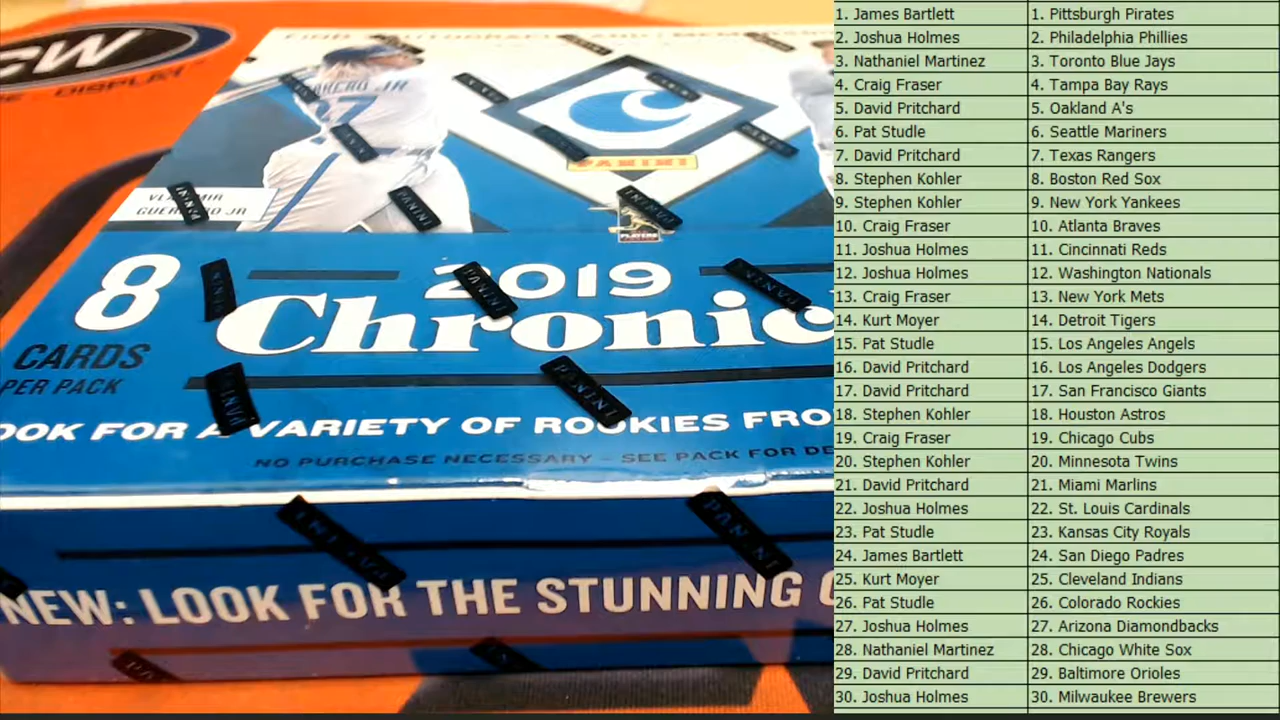 CW
DISPLAY
GUERRERO JR
27
PANINI
VLADIMIR
GUERRERO JR
PLAYERS
8
CARDS
PER PACK
2019
Chronic
OOK FOR A VARIETY OF ROOKIES FRO
NO PURCHASE NECESSARY - SEE PACK FOR DE
NEW: LOOK FOR THE STUNNING
1. James Bartlett 1. Pittsburgh Pirates
2. Joshua Holmes 2. Philadelphia Phillies
3. Nathaniel Martinez 3. Toronto Blue Jays
4. Craig Fraser 4. Tampa Bay Rays
5. David Pritchard 5. Oakland A's
6. Pat Studle 6. Seattle Mariners
7. David Pritchard 7. Texas Rangers
8. Stephen Kohler 8. Boston Red Sox
9. Stephen Kohler 9. New York Yankees
10. Craig Fraser 10. Atlanta Braves
11. Joshua Holmes 11. Cincinnati Reds
12. Joshua Holmes 12. Washington Nationals
13. Craig Fraser 13. New York Mets
14. Kurt Moyer 14. Detroit Tigers
15. Pat Studle 15. Los Angeles Angels
16. David Pritchard 16. Los Angeles Dodgers
17. David Pritchard 17. San Francisco Giants
18. Stephen Kohler 18. Houston Astros
19. Craig Fraser 19. Chicago Cubs
20. Stephen Kohler 20. Minnesota Twins
21. David Pritchard 21. Miami Marlins
22. Joshua Holmes 22. St. Louis Cardinals
23. Pat Studle 23. Kansas City Royals
24. James Bartlett 24. San Diego Padres
25. Kurt Moyer 25. Cleveland Indians
26. Pat Studle 26. Colorado Rockies
27. Joshua Holmes 27. Arizona Diamondbacks
28. Nathaniel Martinez 28. Chicago White Sox
29. David Pritchard 29. Baltimore Orioles
30. Joshua Holmes 30. Milwaukee Brewers